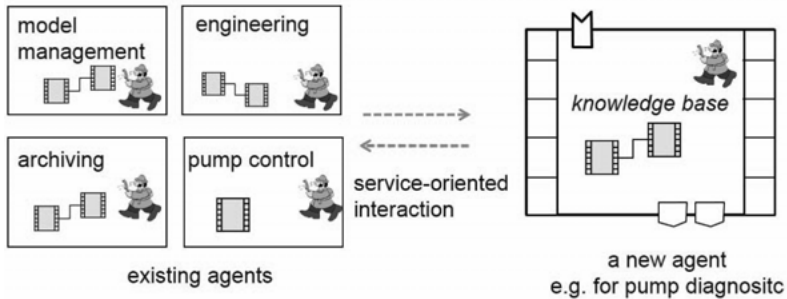 model
management
engineering
archiving
pump control
existing agents
service-oriented
interaction
knowledge base
a new agent
e.g. for pump diagnositc